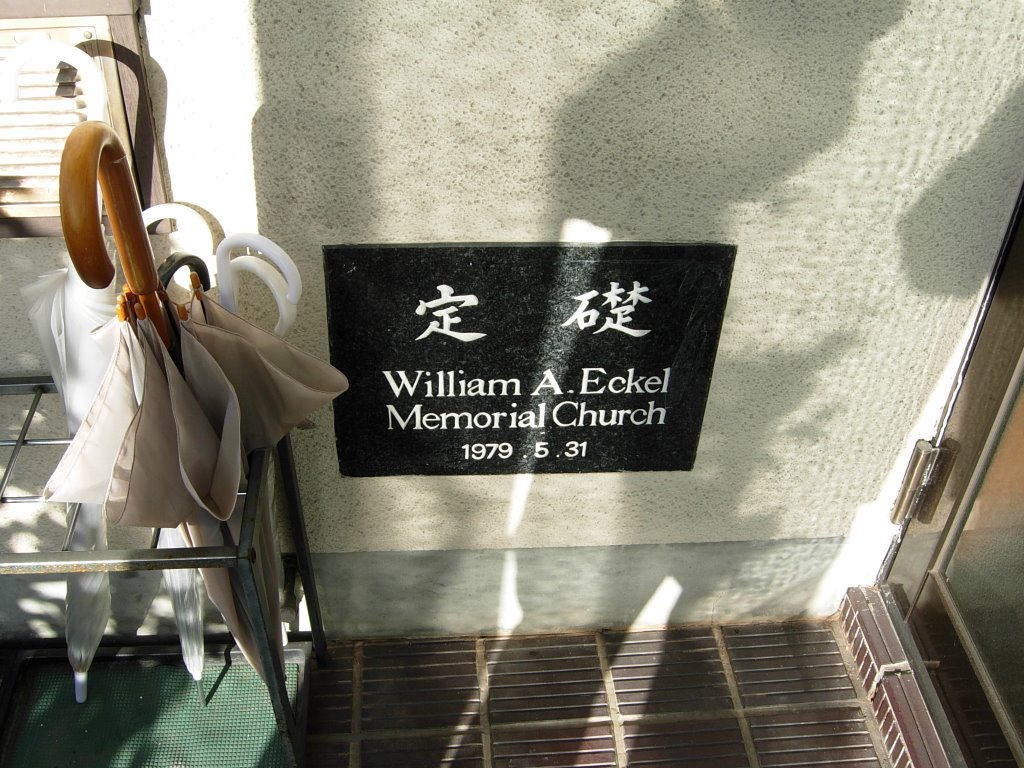 定 礎
William A. Eckel
Memorial Church
1979 . 5 . 31